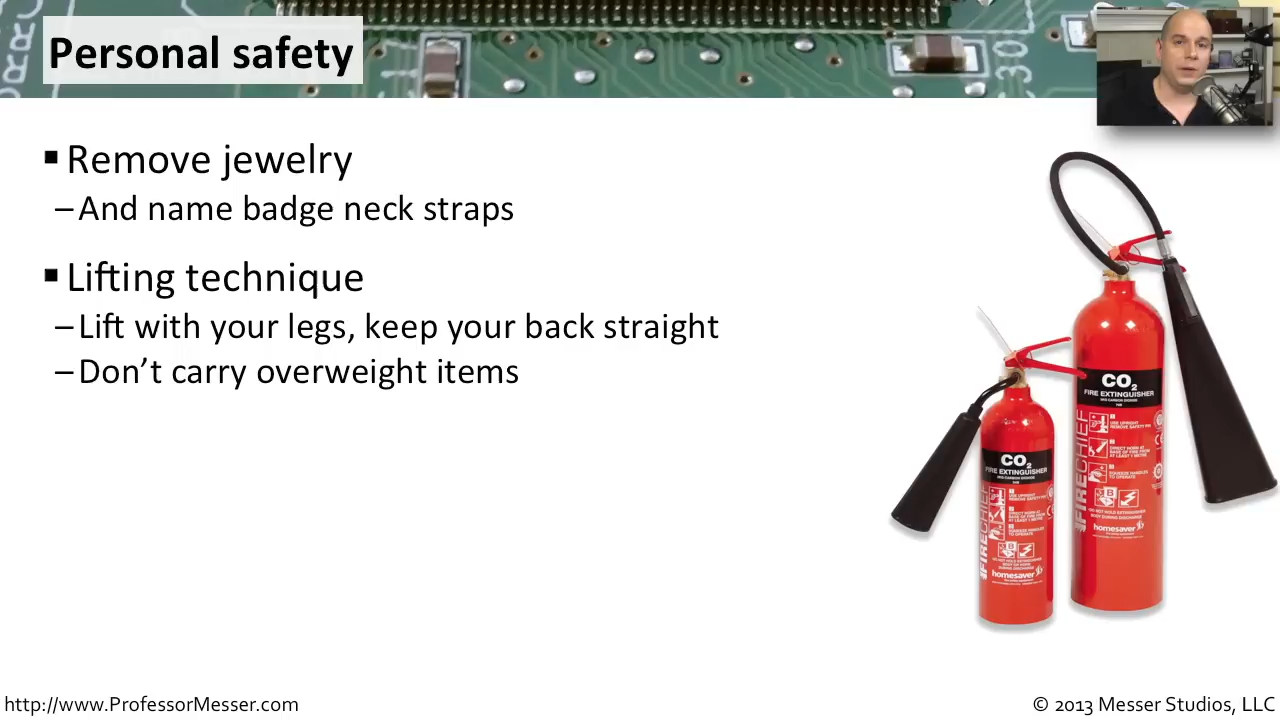 Personal safety
30
▪ Remove jewelry
– And name badge neck straps
▪ Lifting technique
– Lift with your legs, keep your back straight
– Don't carry overweight items
CO2
FIRE EXTINGUISHER
FIRECHIEF
homesaver
CO2
FIRE EXTINGUISHER
FIRECHIEF
homesaver
http://www.ProfessorMesser.com
© 2013 Messer Studios, LLC